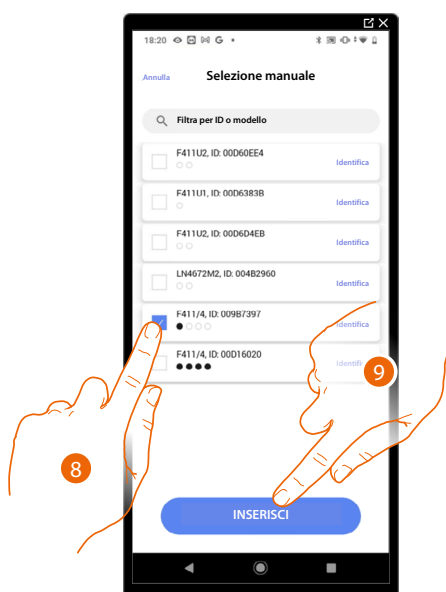 18:20
Annulla Selezione manuale
Filtra per ID o modello
F411U2, ID: 00D60EE4
Identifica
F411U1, ID: 00D6383B
Identifica
F411U2, ID: 00D6D4EB
Identifica
LN4672M2, ID: 004B2960
Identifica
F411/4, ID: 009B7397
Identifica
F411/4, ID: 00D16020
Identifica
9
8
INSERISCI